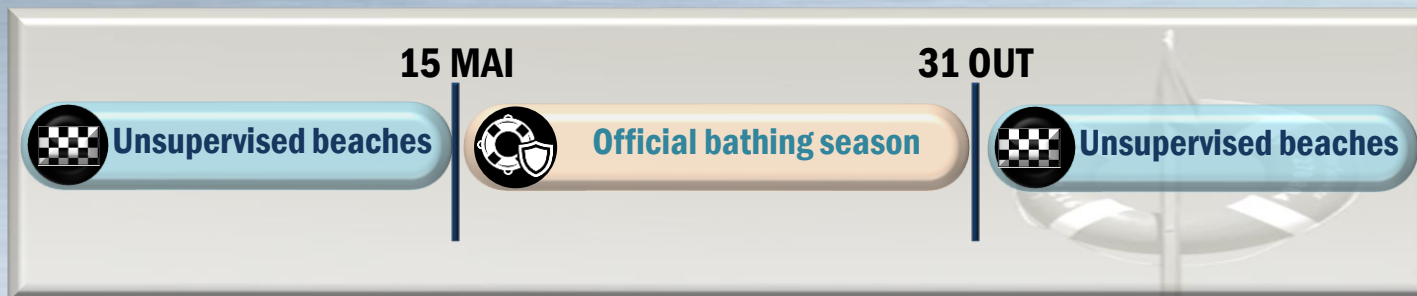 15 MAI
31 OUT
Unsupervised beaches
Official bathing season
Unsupervised beaches